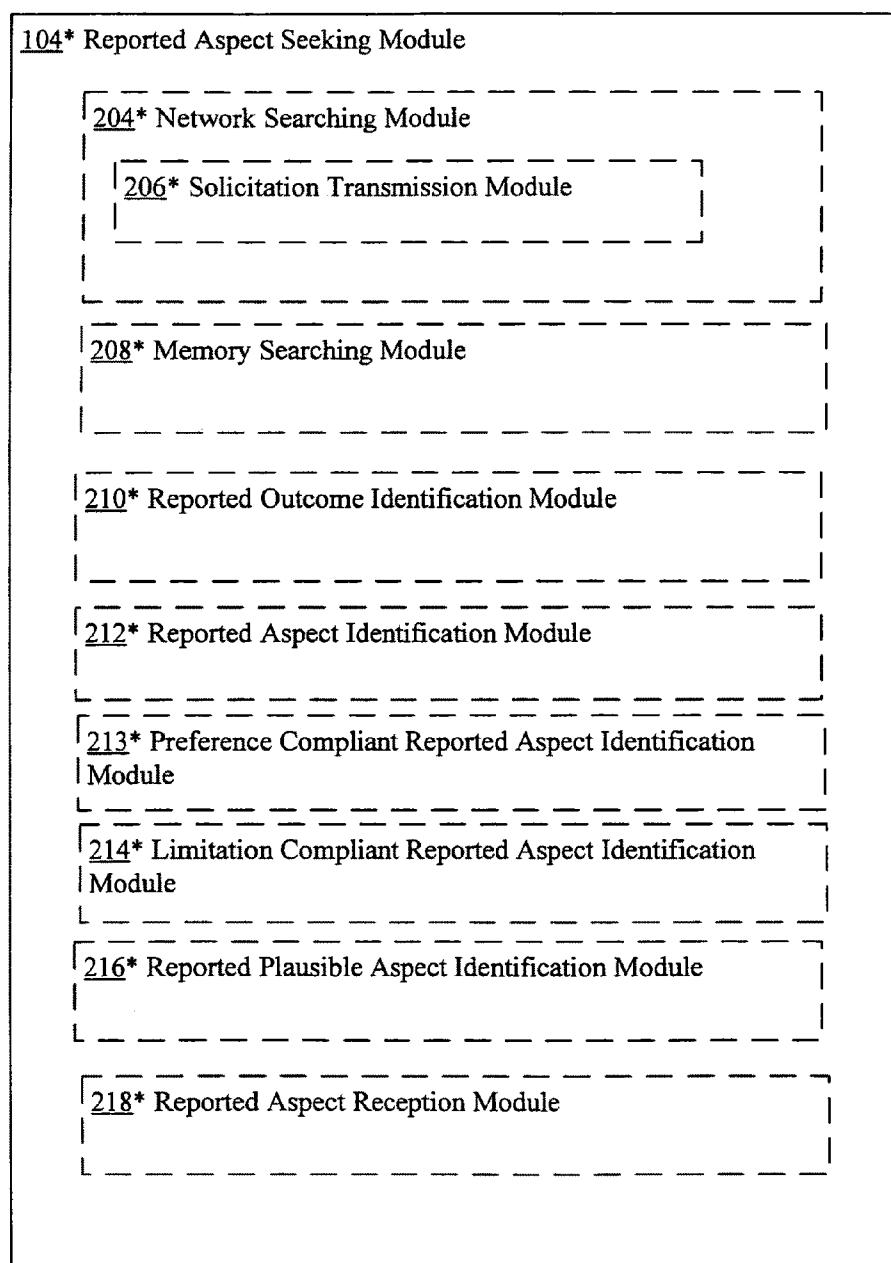 104* Reported Aspect Seeking Module
204* Network Searching Module
206* Solicitation Transmission Module
208* Memory Searching Module
210* Reported Outcome Identification Module
212* Reported Aspect Identification Module
213* Preference Compliant Reported Aspect Identification
Module
214* Limitation Compliant Reported Aspect Identification
Module
216* Reported Plausible Aspect Identification Module
218* Reported Aspect Reception Module